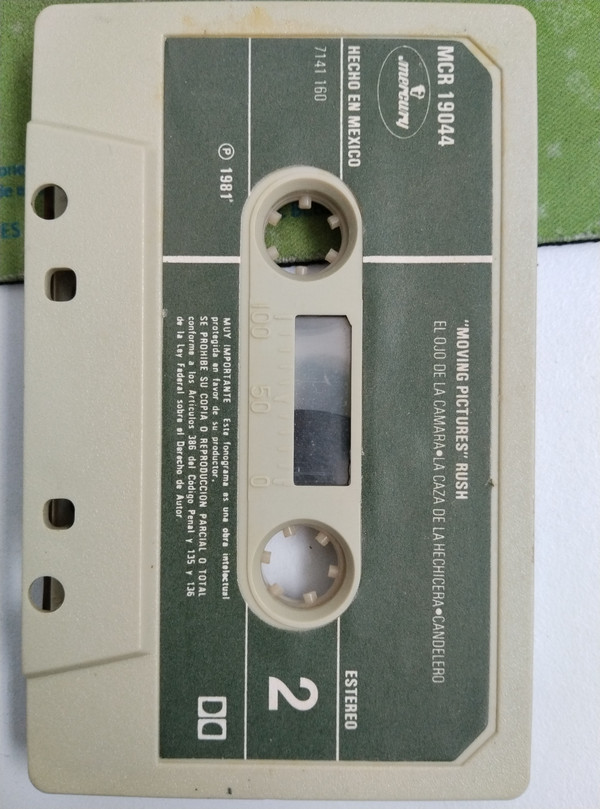 MCR 19044
mercury
"MOVING PICTURES" RUSH
EL OJO DE LA CAMARA•LA CAZA DE LA HECHICERA•CANDELERO
HECHO EN MEXICO
7141 160
ESTEREO
2
100 50 0
Ⓟ 1981
MUY IMPORTANTE Este fonograma es una obra intelectual
protegida en favor de su productor.
SE PROHIBE SU COPIA O REPRODUCCION PARCIAL O TOTAL
conforme a los Artículos 386 del Código Penal y 135 y 136
de la Ley Federal sobre el Derecho de Autor.